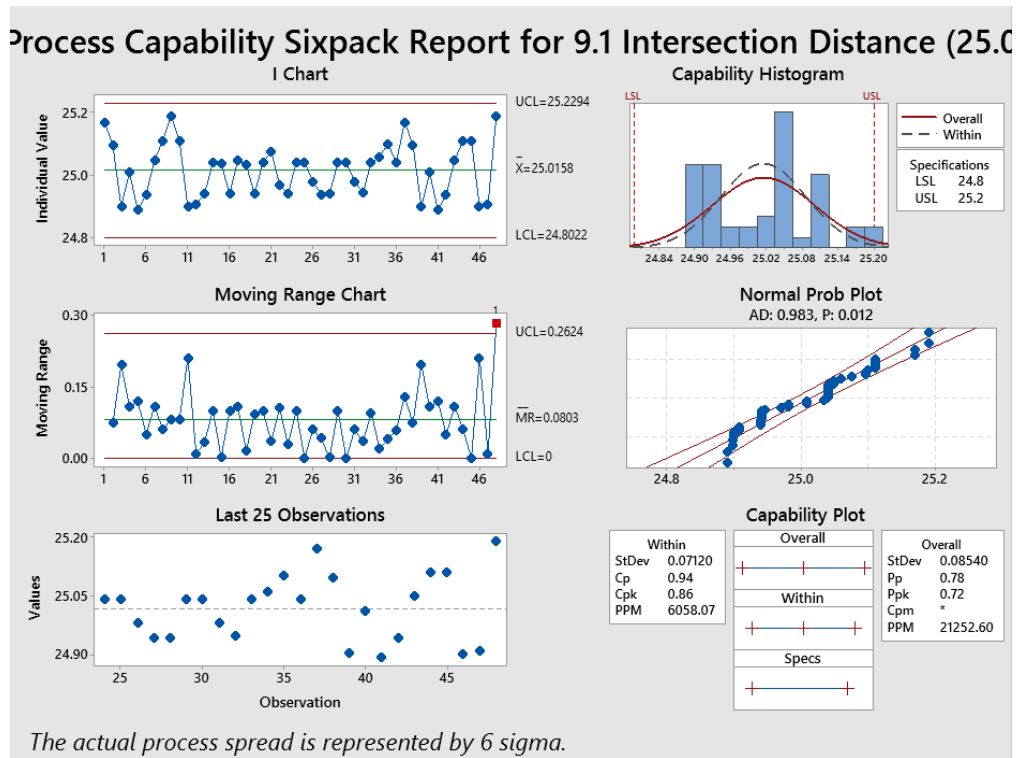 Process Capability Sixpack Report for 9.1 Intersection Distance (25.0
I Chart
Individual Value
25.2
25.0
24.8
1 6 11 16 21 26 31 36 41 46
UCL=25.2294
X̄=25.0158
LCL=24.8022
Capability Histogram
LSL USL
24.84 24.90 24.96 25.02 25.08 25.14 25.20
Overall
Within
Specifications
LSL 24.8
USL 25.2
Moving Range Chart
Moving Range
0.30
0.15
0.00
1 6 11 16 21 26 31 36 41 46
1
UCL=0.2624
M̅R̅=0.0803
LCL=0
Normal Prob Plot
AD: 0.983, P: 0.012
24.8 25.0 25.2
Last 25 Observations
Values
25.20
25.05
24.90
25 30 35 40 45
Observation
Capability Plot
Within
StDev 0.07120
Cp 0.94
Cpk 0.86
PPM 6058.07
Overall
Within
Specs
Overall
StDev 0.08540
Pp 0.78
Ppk 0.72
Cpm *
PPM 21252.60
The actual process spread is represented by 6 sigma.